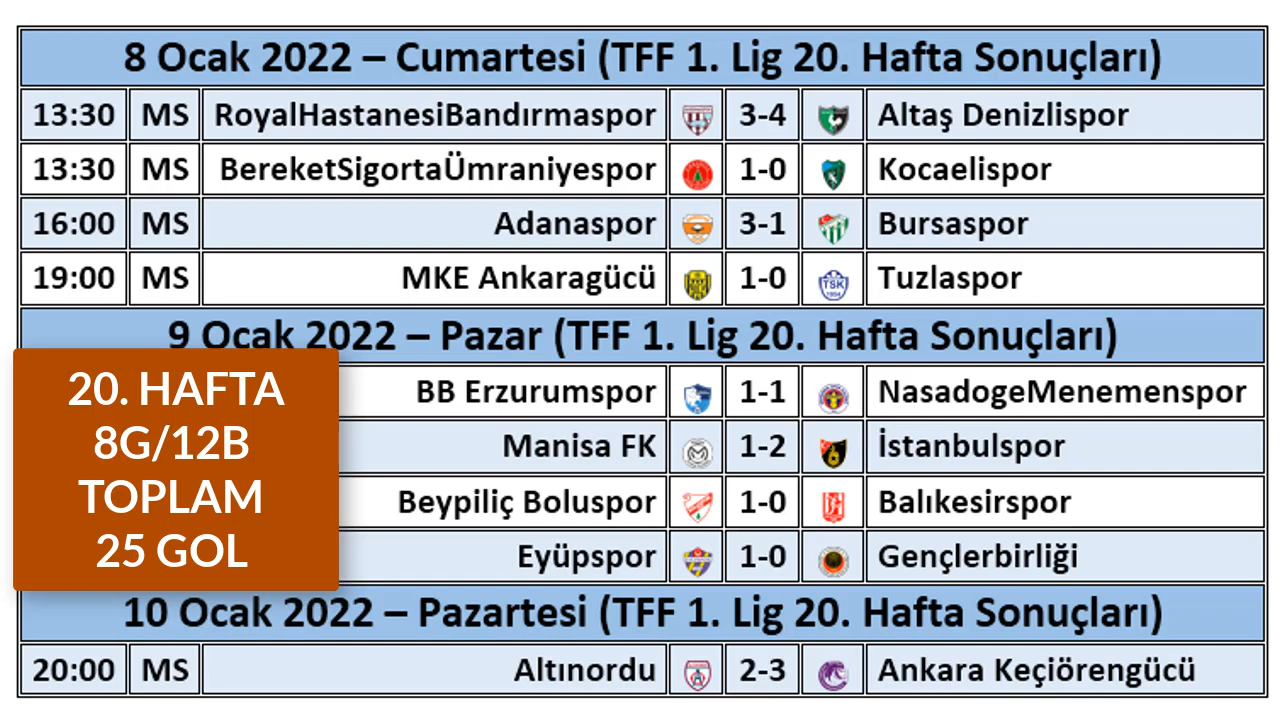 8 Ocak 2022 – Cumartesi (TFF 1. Lig 20. Hafta Sonuçları)
13:30 MS RoyalHastanesiBandırmaspor 3-4 Altaş Denizlispor
13:30 MS BereketSigortaÜmraniyespor 1-0 Kocaelispor
16:00 MS Adanaspor 3-1 Bursaspor
19:00 MS MKE Ankaragücü 1-0 TSK Tuzlaspor
9 Ocak 2022 – Pazar (TFF 1. Lig 20. Hafta Sonuçları)
BB Erzurumspor 1-1 NasadogeMenemenspor
Manisa FK 1-2 İstanbulspor
Beypiliç Boluspor 1-0 Balıkesirspor
Eyüpspor 1-0 Gençlerbirliği
20. HAFTA
8G/12B
TOPLAM
25 GOL
10 Ocak 2022 – Pazartesi (TFF 1. Lig 20. Hafta Sonuçları)
20:00 MS Altınordu 2-3 Ankara Keçiörengücü